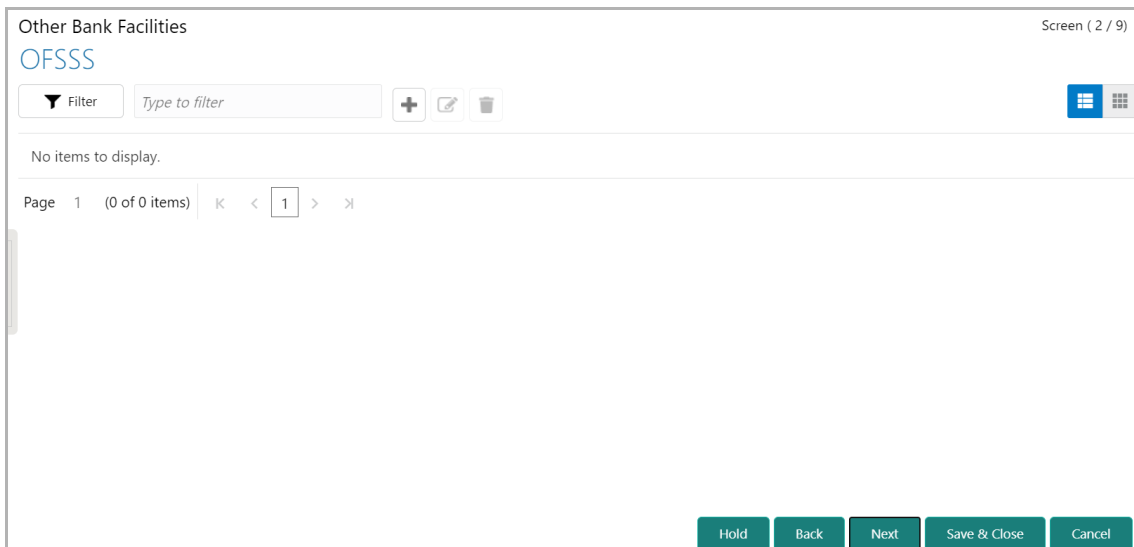 Other Bank Facilities Screen ( 2 / 9)
OFSSS
Filter Type to filter
No items to display.
Page 1 (0 of 0 items) 1
Hold Back Next Save & Close Cancel